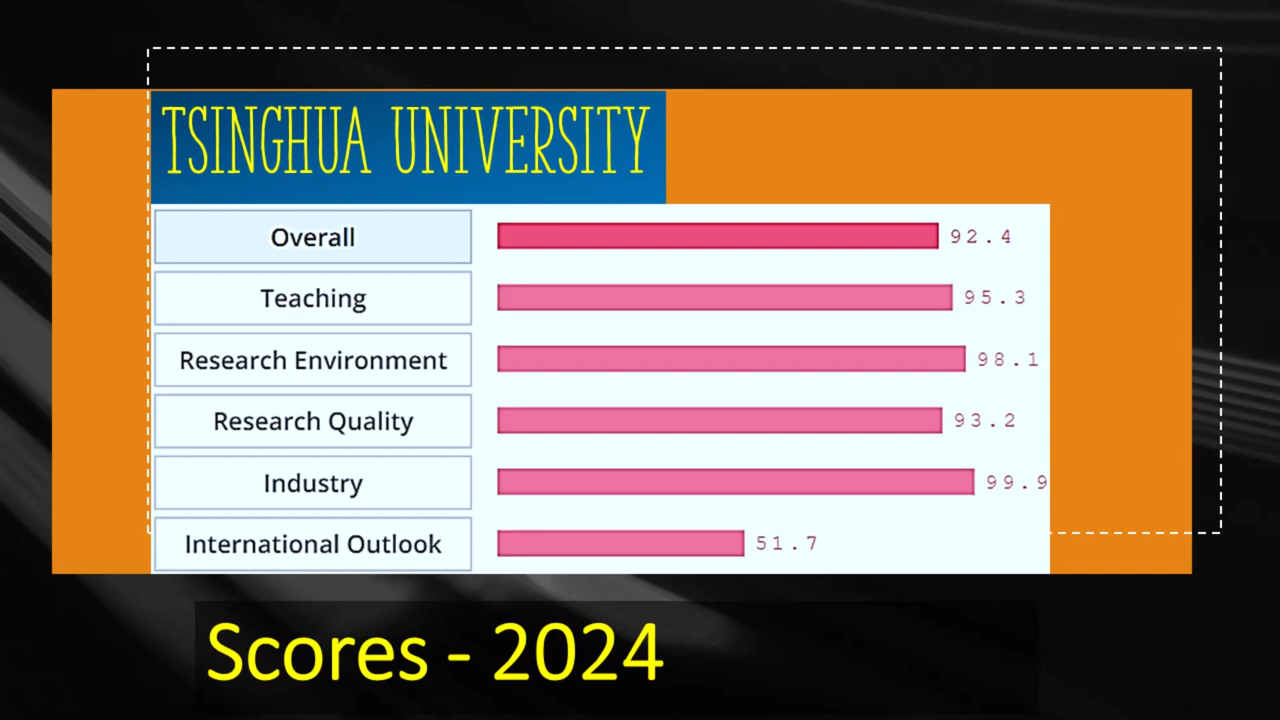 TSINGHUA UNIVERSITY
Overall 92.4
Teaching 95.3
Research Environment 98.1
Research Quality 93.2
Industry 99.9
International Outlook 51.7
Scores - 2024